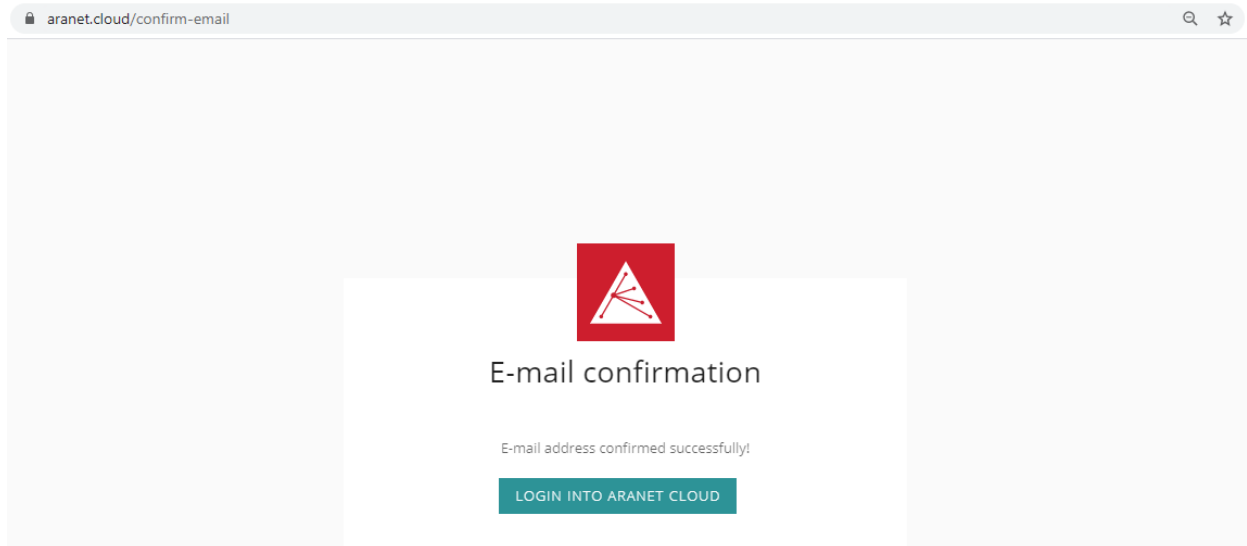 aranet.cloud/confirm-email
E-mail confirmation
E-mail address confirmed successfully!
LOGIN INTO ARANET CLOUD